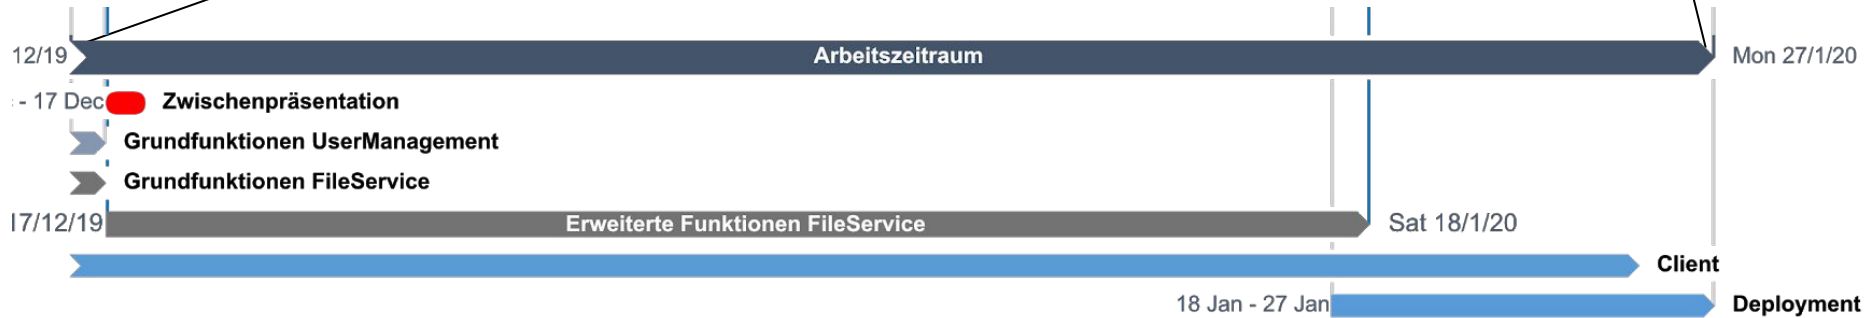 12/19 Arbeitszeitraum Mon 27/1/20
- 17 Dec Zwischenpräsentation
Grundfunktionen UserManagement
Grundfunktionen FileService
17/12/19 Erweiterte Funktionen FileService Sat 18/1/20
Client
18 Jan - 27 Jan Deployment